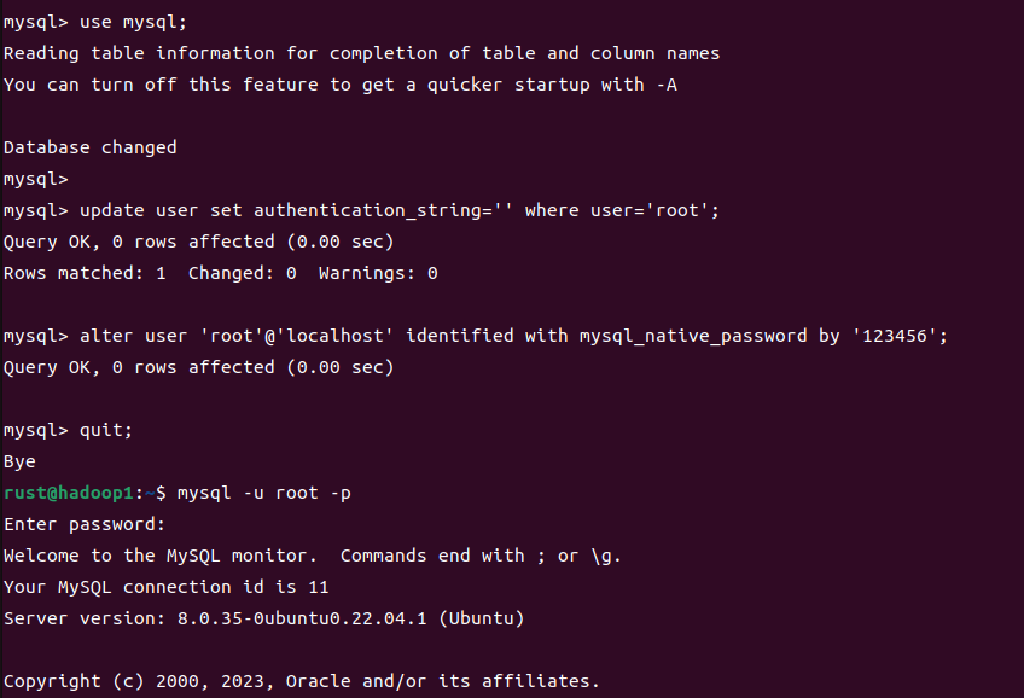 mysql> use mysql;
Reading table information for completion of table and column names
You can turn off this feature to get a quicker startup with -A
Database changed
mysql>
mysql> update user set authentication_string='' where user='root';
Query OK, 0 rows affected (0.00 sec)
Rows matched: 1  Changed: 0  Warnings: 0
mysql> alter user 'root'@'localhost' identified with mysql_native_password by '123456';
Query OK, 0 rows affected (0.00 sec)
mysql> quit;
Bye
rust@hadoop1:~$ mysql -u root -p
Enter password:
Welcome to the MySQL monitor.  Commands end with ; or \g.
Your MySQL connection id is 11
Server version: 8.0.35-0ubuntu0.22.04.1 (Ubuntu)
Copyright (c) 2000, 2023, Oracle and/or its affiliates.